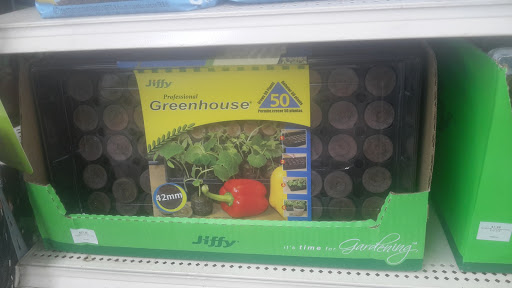 Jiffy
Professional
Greenhouse
50
42mm
Jiffy
it's time for Gardening